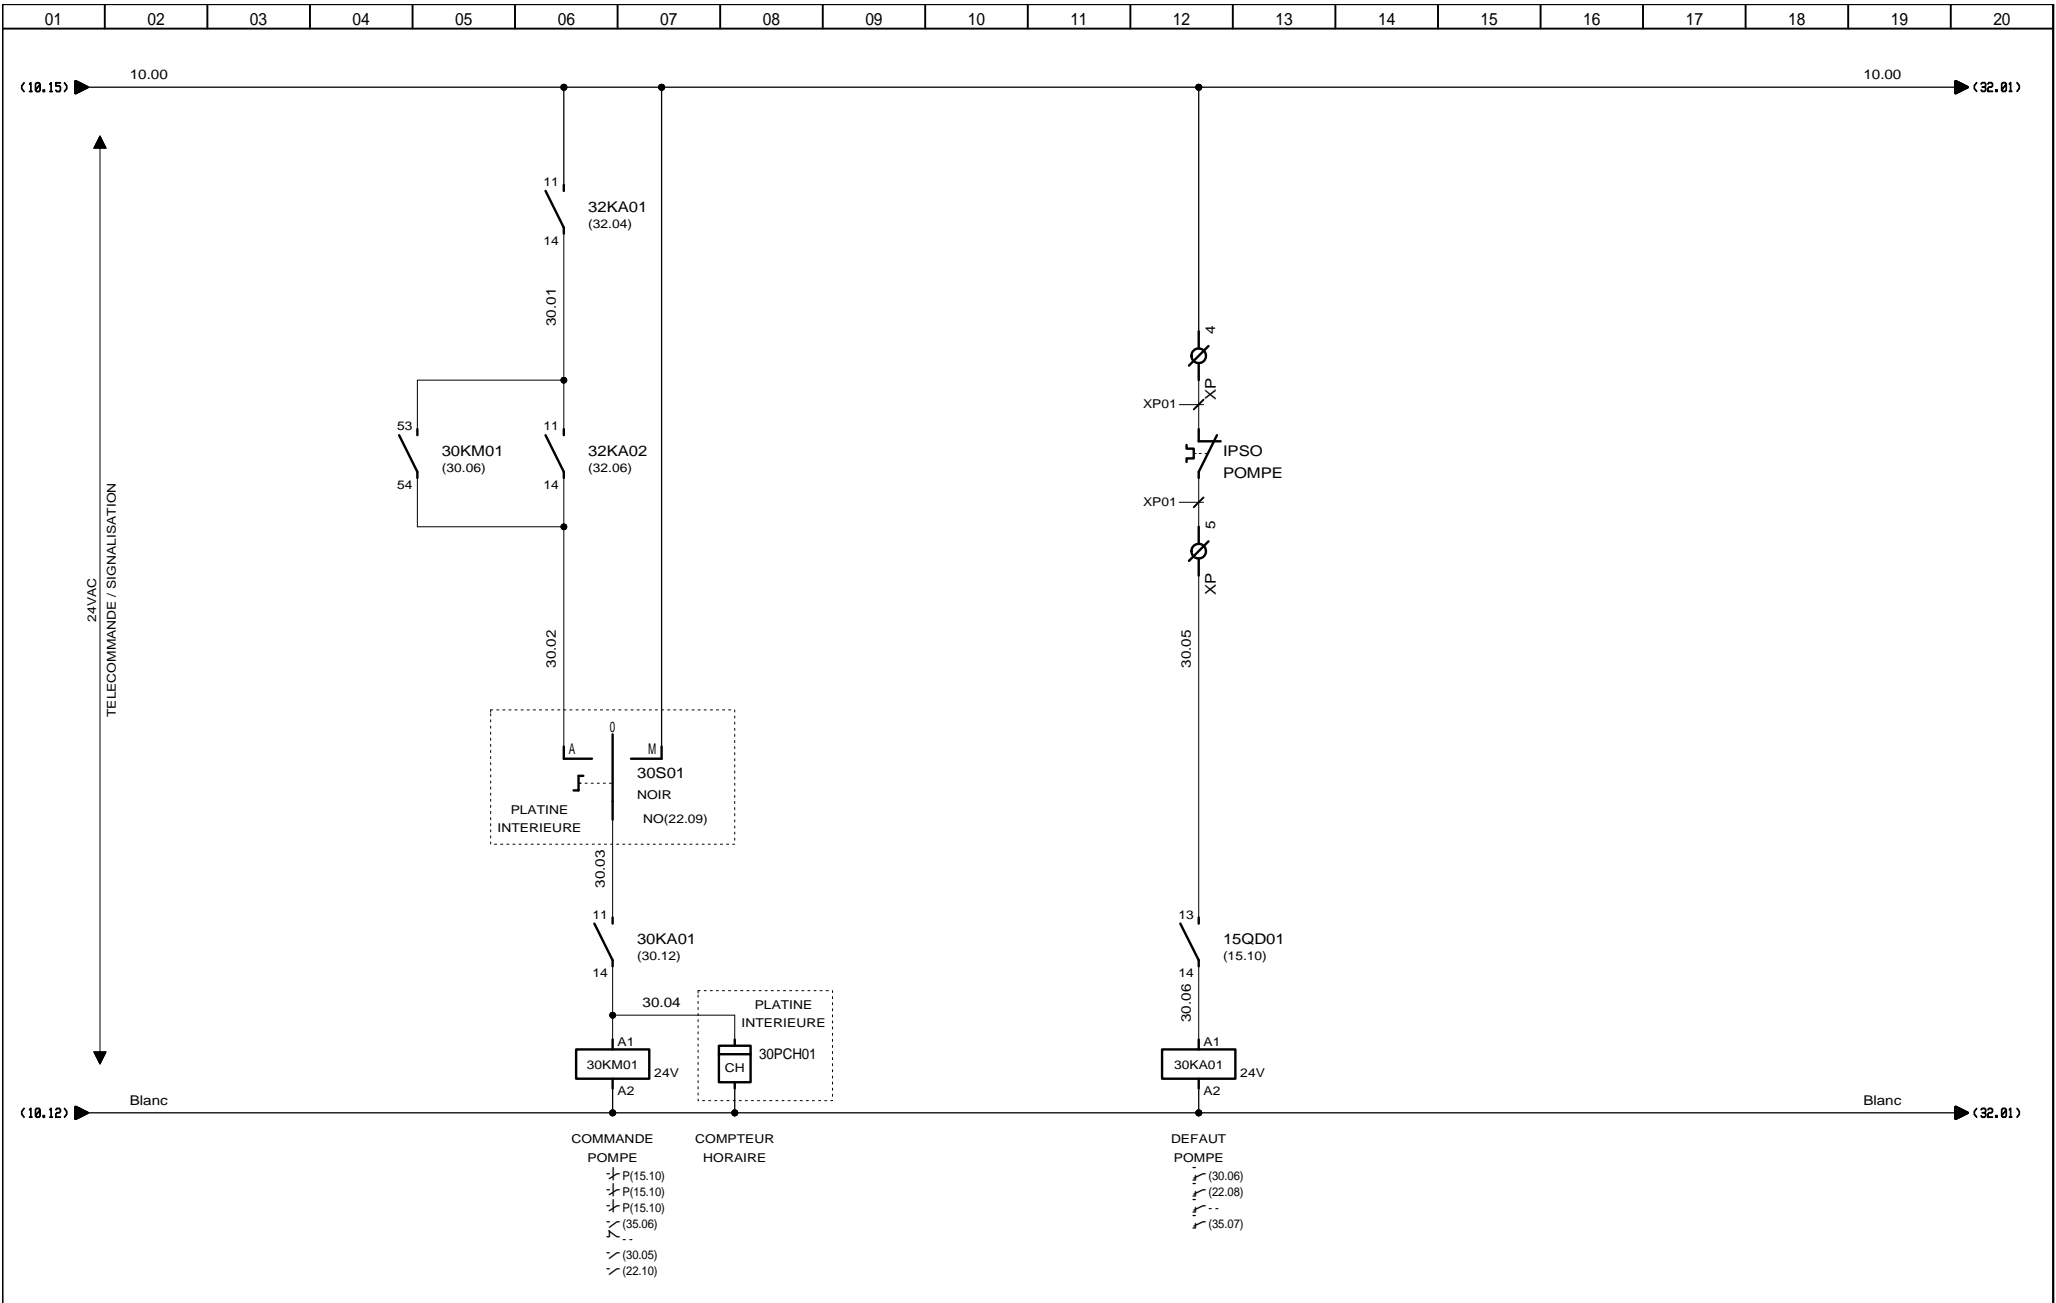 01 02 03 04 05 06 07 08 09 10 11 12 13 14 15 16 17 18 19 20
10.00 10.00
(10.15) (32.01)
24VAC
TELECOMMANDE / SIGNALISATION
11
32KA01
(32.04)
14
30.01
53
30KM01
(30.06)
54
11
32KA02
(32.06)
14
30.02
0
A M
30S01
NOIR
NO(22.09)
PLATINE
INTERIEURE
30.03
11
30KA01
(30.12)
14
30.04
PLATINE
INTERIEURE
A1
30KM01 24V
A2
30PCH01
CH
4
XP
XP01
IPSO
POMPE
XP01
5
XP
30.05
13
15QD01
(15.10)
14
30.06
A1
30KA01 24V
A2
Blanc Blanc
(10.12) (32.01)
COMMANDE
POMPE
P(15.10)
P(15.10)
P(15.10)
(35.06)
--
(30.05)
(22.10)
COMPTEUR
HORAIRE
DEFAUT
POMPE
(30.06)
(22.08)
--
(35.07)